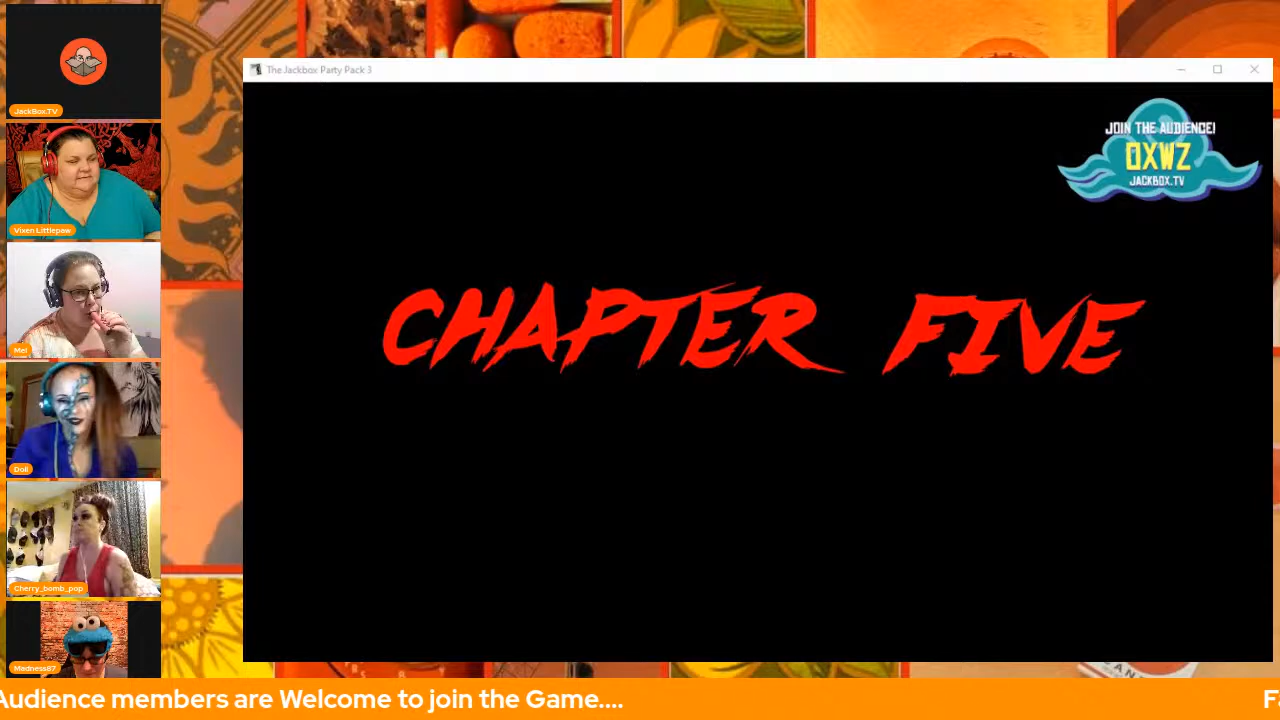 JackBox.TV
Vixen Littlepaw
Mel
Doll
Cherry_bomb_pop
Madness87
The Jackbox Party Pack 3
JOIN THE AUDIENCE!
OXWZ
JACKBOX.TV
CHAPTER FIVE
Audience members are Welcome to join the Game....